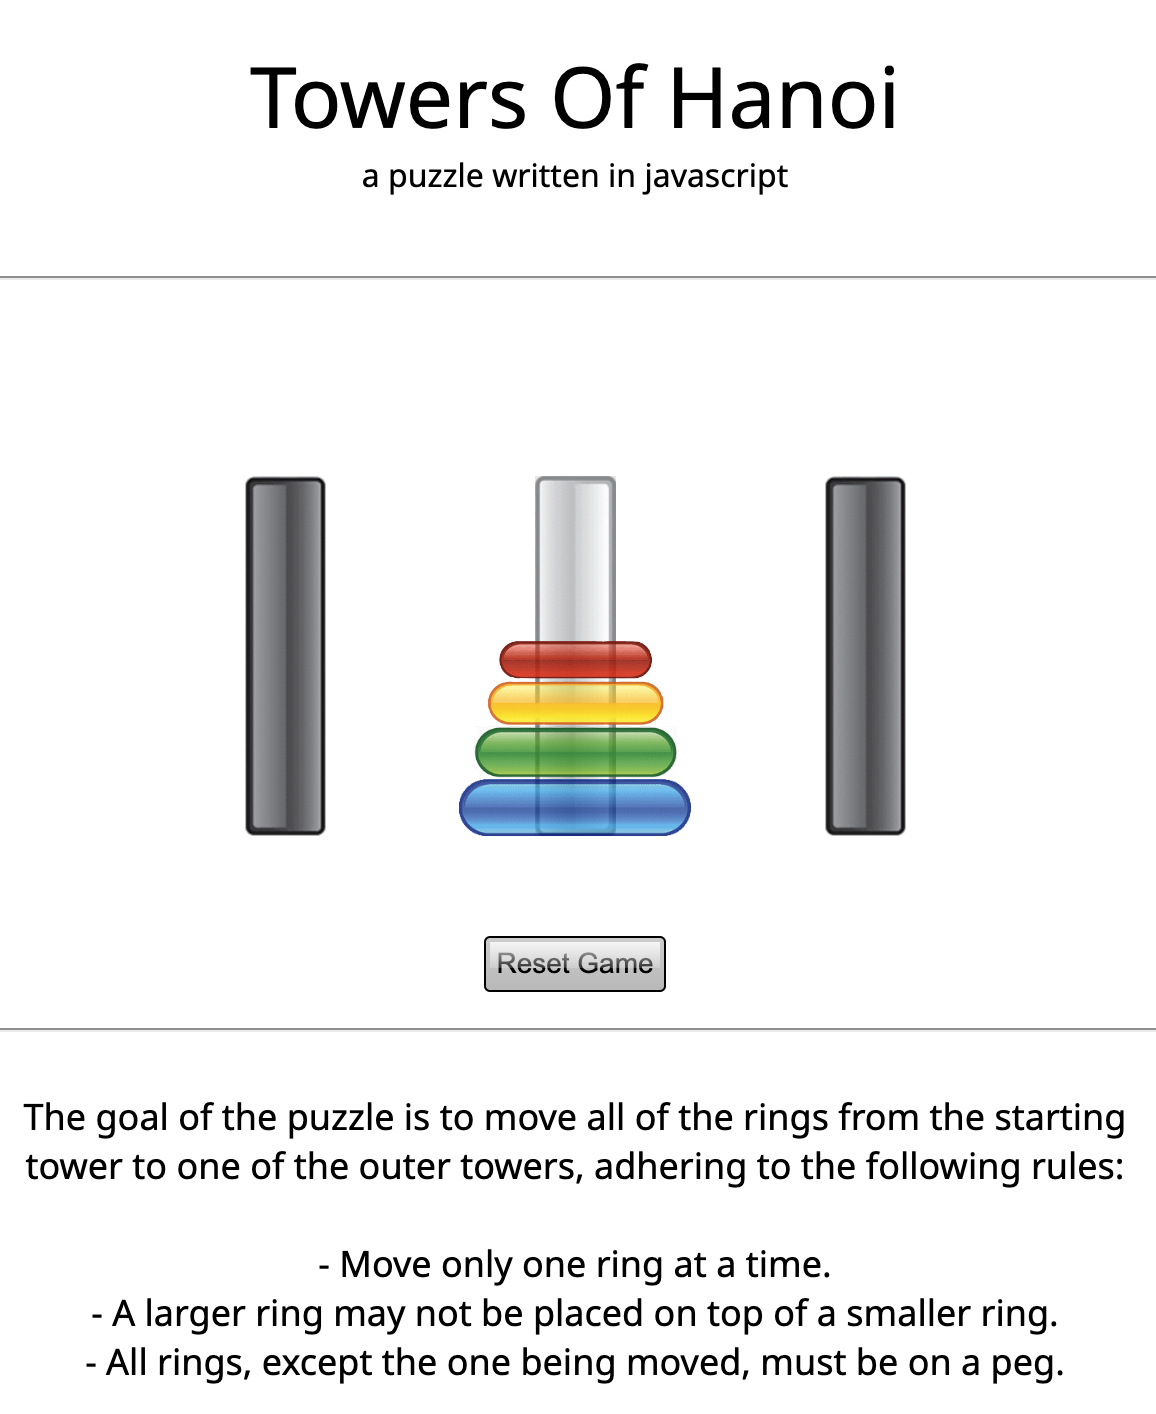 Towers Of Hanoi
a puzzle written in javascript
Reset Game
The goal of the puzzle is to move all of the rings from the starting
tower to one of the outer towers, adhering to the following rules:
- Move only one ring at a time.
- A larger ring may not be placed on top of a smaller ring.
- All rings, except the one being moved, must be on a peg.